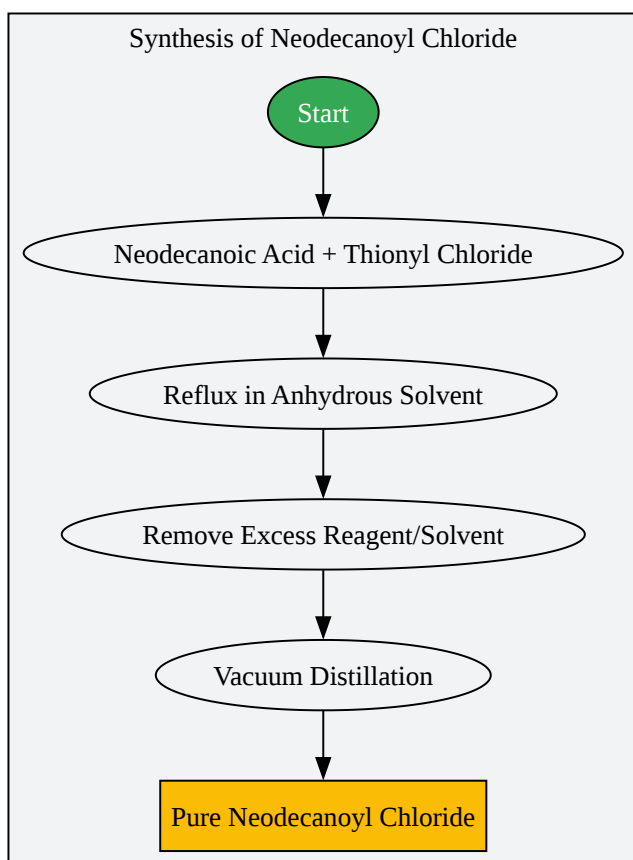 Synthesis of Neodecanoyl Chloride
Start
Neodecanoic Acid + Thionyl Chloride
Reflux in Anhydrous Solvent
Remove Excess Reagent/Solvent
Vacuum Distillation
Pure Neodecanoyl Chloride